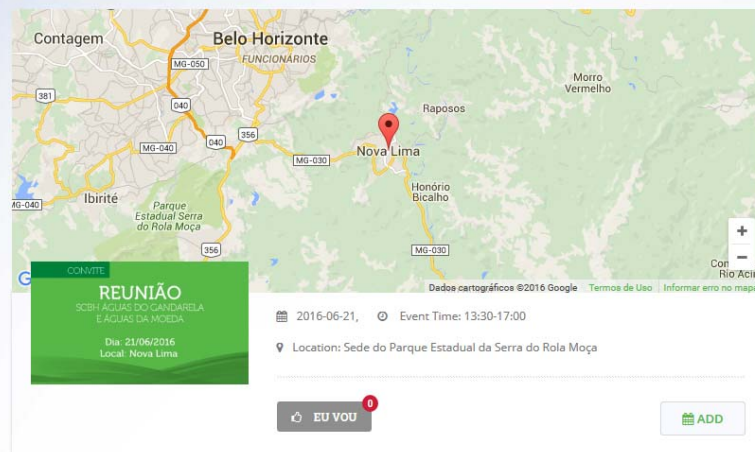 Contagem
Belo Horizonte
FUNCIONÁRIOS
MG-050
Morro
Vermelho
381
040
Raposos
356
040
MG-040
Nova Lima
MG-030
Ibirité
Honório
Bicalho
MG-040
Parque
Estadual Serra
do Rola Moça
356
MG-030
+
−
Rio Aci
Dados cartográficos ©2016 Google Termos de Uso Informar erro no mapa
CONVITE
REUNIÃO
SCBH ÁGUAS DO GANDARELA
E ÁGUAS DA MOEDA
Dia: 21/06/2016
Local: Nova Lima
2016-06-21, Event Time: 13:30-17:00
Location: Sede do Parque Estadual da Serra do Rola Moça
EU VOU
0
ADD